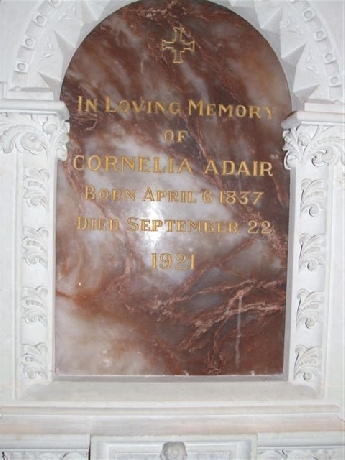 In Loving Memory
of
Cornelia Adair
Born April 6 1837
Died September 22
1921